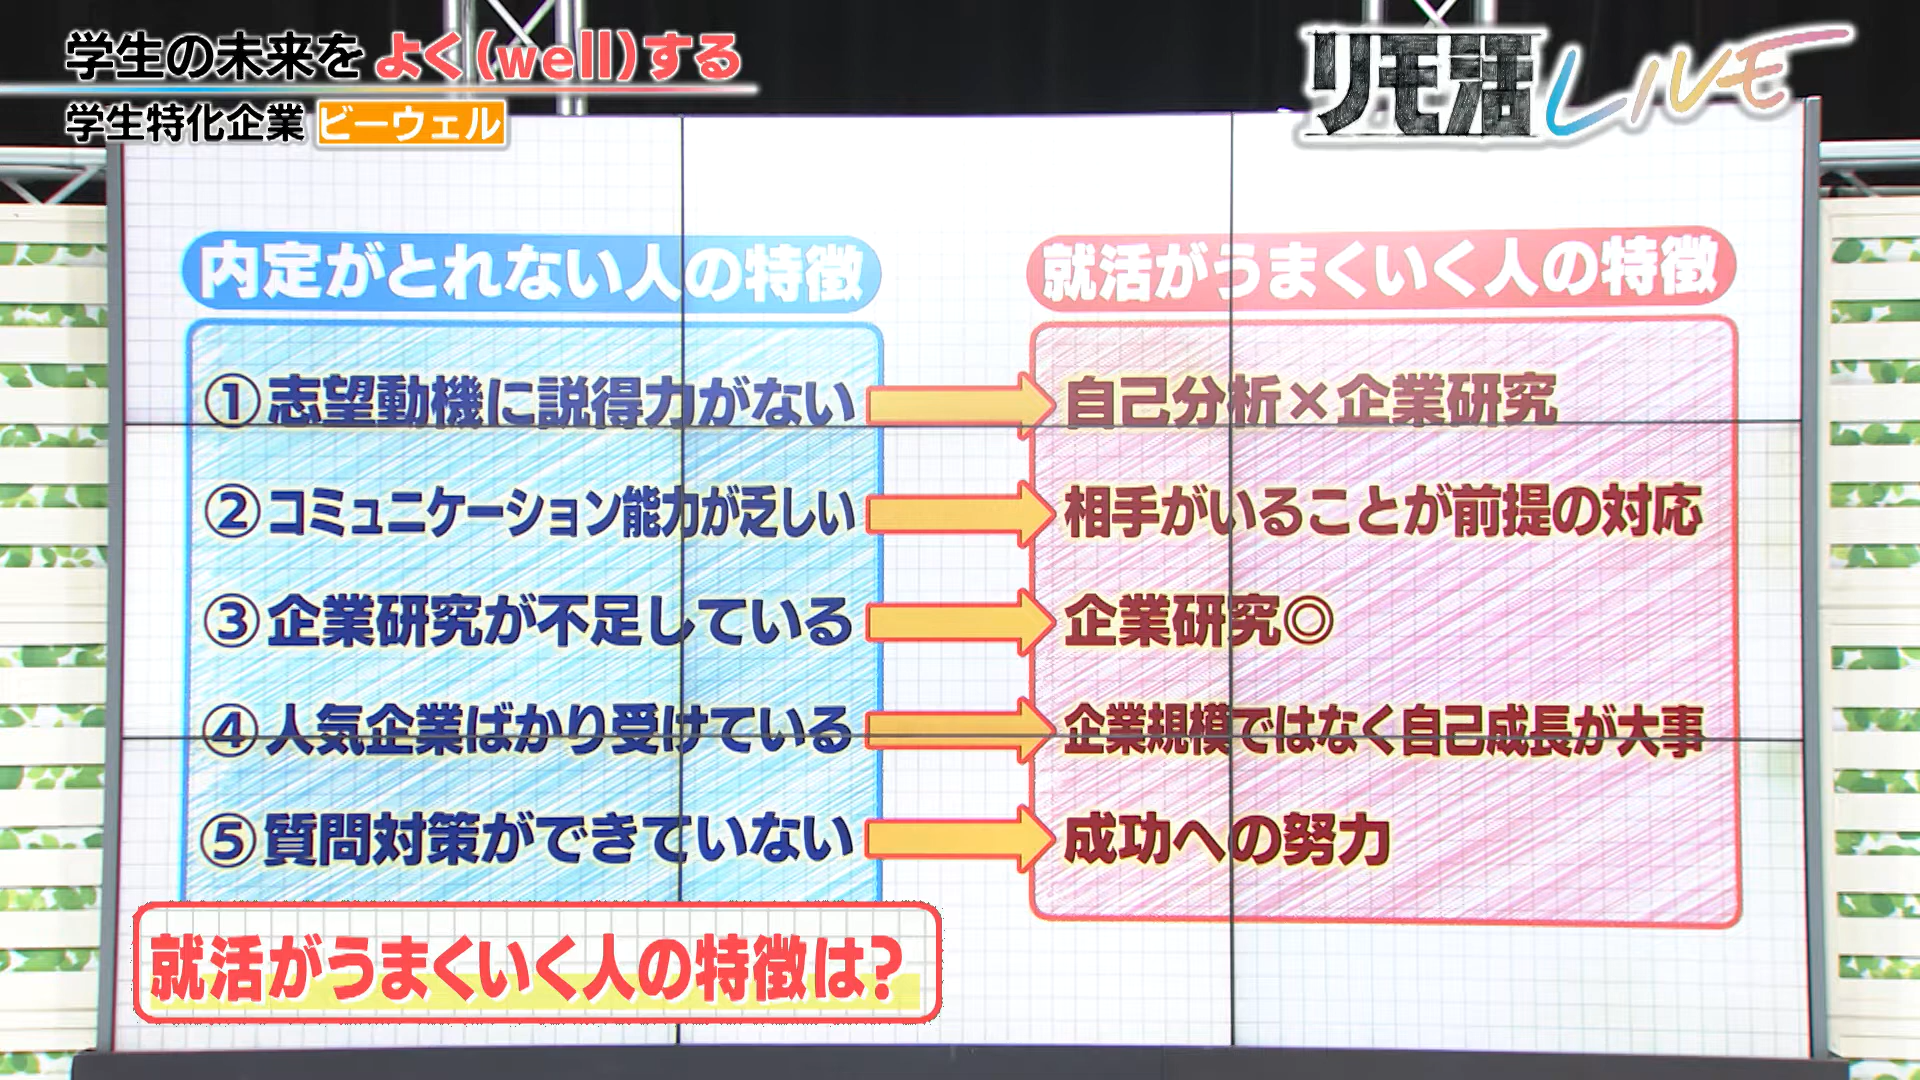 学生の未来をよく(well)する
学生特化企業 ビーウェル
リモ活LIVE
内定がとれない人の特徴
①志望動機に説得力がない
②コミュニケーション能力が乏しい
③企業研究が不足している
④人気企業ばかり受けている
⑤質問対策ができていない
就活がうまくいく人の特徴
自己分析×企業研究
相手がいることが前提の対応
企業研究◎
企業規模ではなく自己成長が大事
成功への努力
就活がうまくいく人の特徴は?